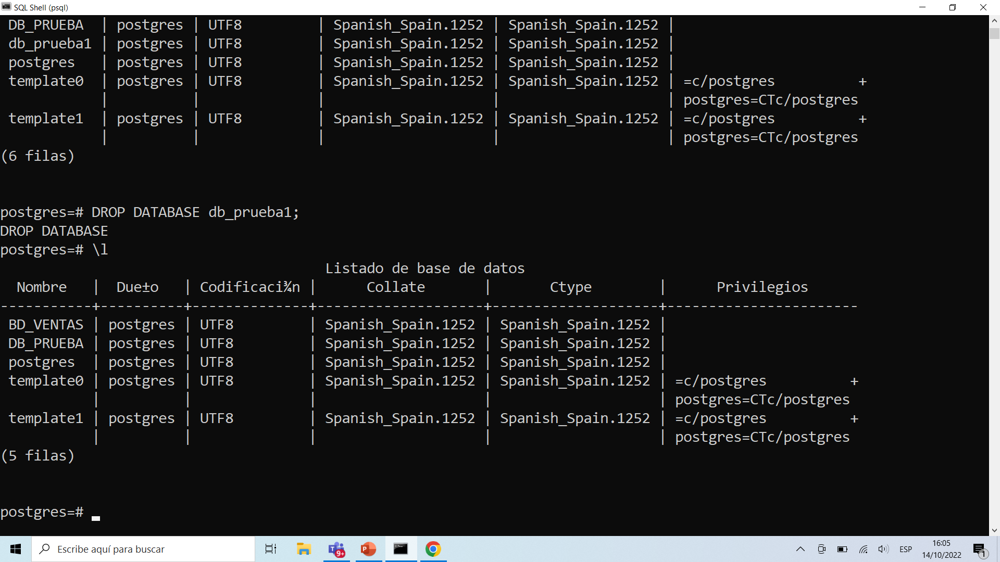 SQL Shell (psql)
DB_PRUEBA | postgres | UTF8 | Spanish_Spain.1252 | Spanish_Spain.1252 |
db_prueba1 | postgres | UTF8 | Spanish_Spain.1252 | Spanish_Spain.1252 |
postgres | postgres | UTF8 | Spanish_Spain.1252 | Spanish_Spain.1252 |
template0 | postgres | UTF8 | Spanish_Spain.1252 | Spanish_Spain.1252 | =c/postgres +
| | | | | postgres=CTc/postgres
template1 | postgres | UTF8 | Spanish_Spain.1252 | Spanish_Spain.1252 | =c/postgres +
| | | | | postgres=CTc/postgres
(6 filas)
postgres=# DROP DATABASE db_prueba1;
DROP DATABASE
postgres=# \l
Listado de base de datos
Nombre | Due±o | Codificaci¾n | Collate | Ctype | Privilegios
-----------+----------+--------------+--------------------+--------------------+-----------------------
BD_VENTAS | postgres | UTF8 | Spanish_Spain.1252 | Spanish_Spain.1252 |
DB_PRUEBA | postgres | UTF8 | Spanish_Spain.1252 | Spanish_Spain.1252 |
postgres | postgres | UTF8 | Spanish_Spain.1252 | Spanish_Spain.1252 |
template0 | postgres | UTF8 | Spanish_Spain.1252 | Spanish_Spain.1252 | =c/postgres +
| | | | | postgres=CTc/postgres
template1 | postgres | UTF8 | Spanish_Spain.1252 | Spanish_Spain.1252 | =c/postgres +
| | | | | postgres=CTc/postgres
(5 filas)
postgres=#
Escribe aquí para buscar
9+
ESP
16:05
14/10/2022
1